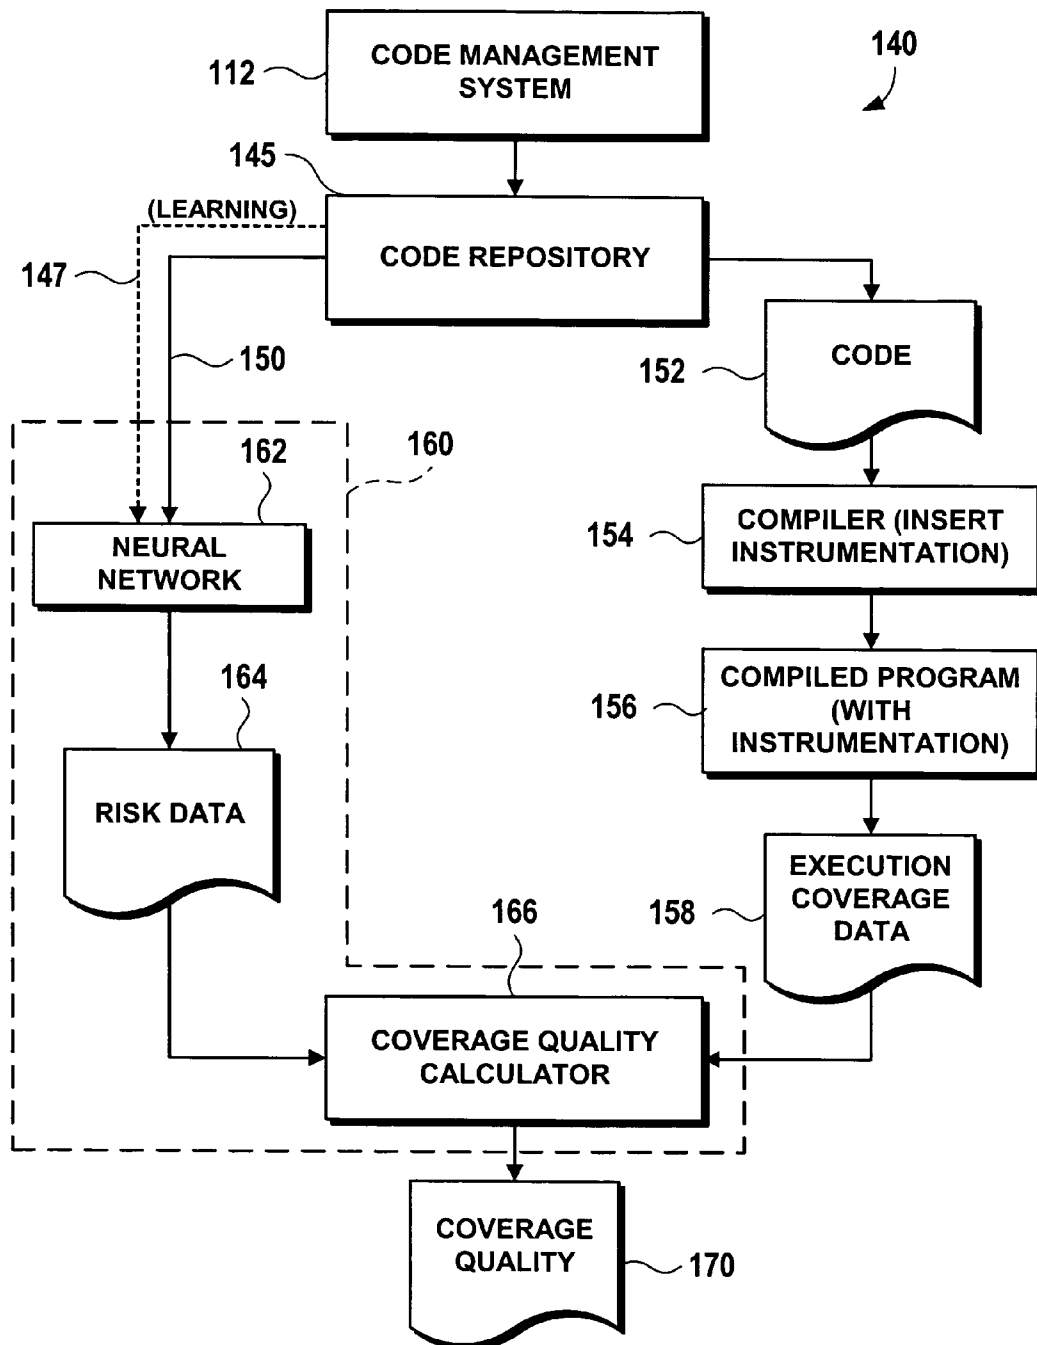 CODE MANAGEMENT
SYSTEM
112
140
145
(LEARNING)
CODE REPOSITORY
147
150
152
CODE
160
162
NEURAL
NETWORK
154
COMPILER (INSERT
INSTRUMENTATION)
164
156
COMPILED PROGRAM
(WITH
INSTRUMENTATION)
RISK DATA
158
EXECUTION
COVERAGE
DATA
166
COVERAGE QUALITY
CALCULATOR
COVERAGE
QUALITY
170